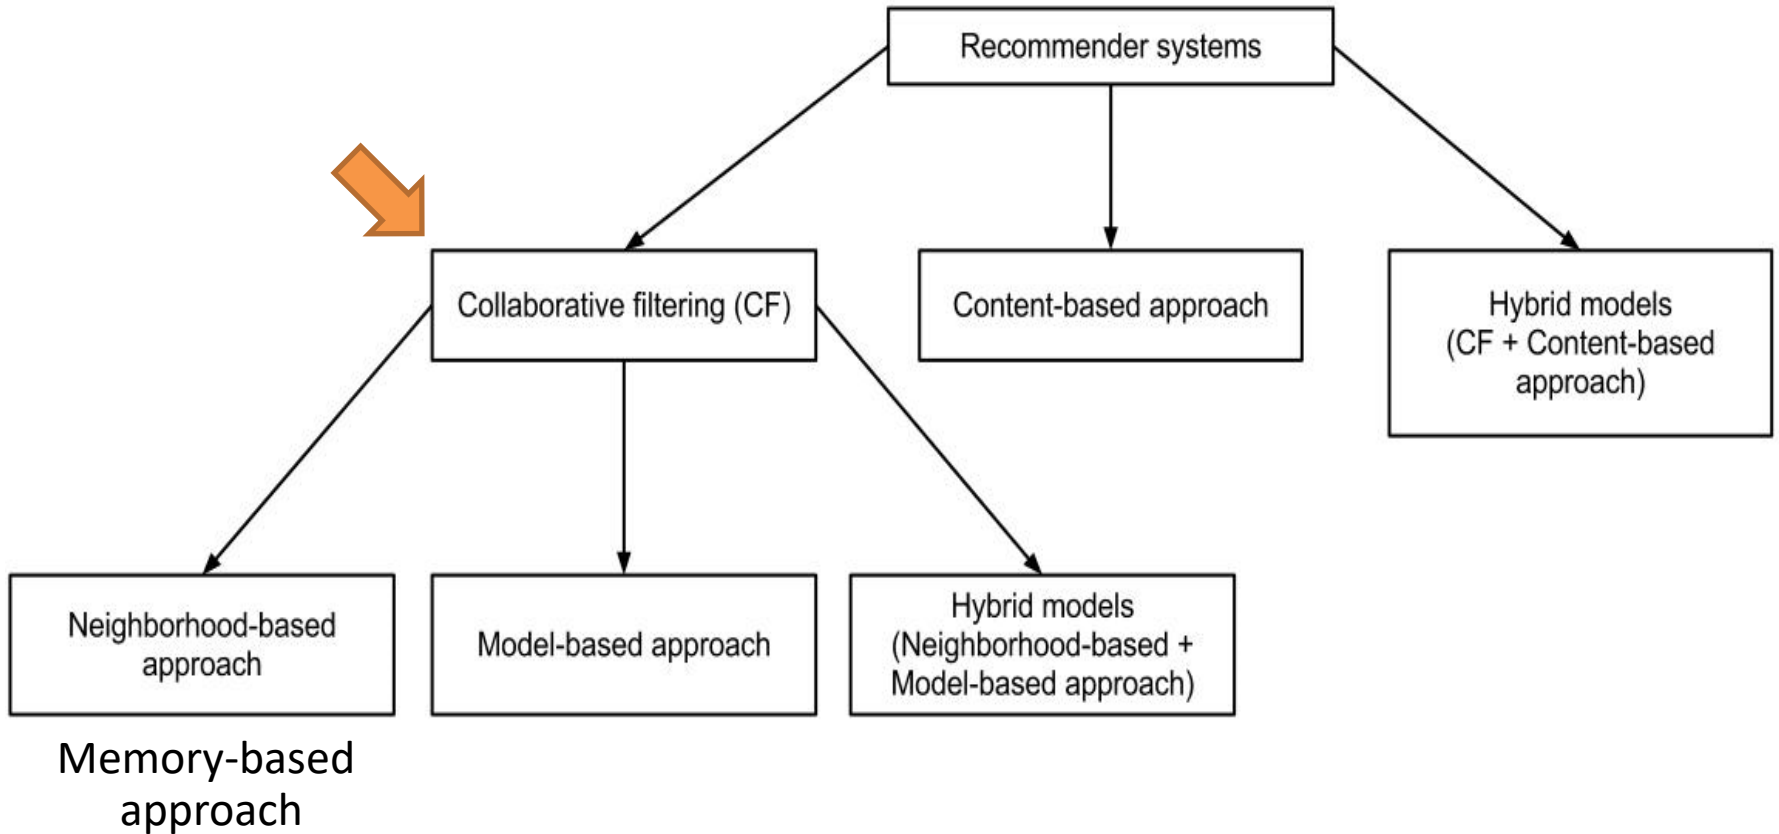 Recommender systems
Collaborative filtering (CF)
Content-based approach
Hybrid models
(CF + Content-based
approach)
Neighborhood-based
approach
Model-based approach
Hybrid models
(Neighborhood-based +
Model-based approach)
Memory-based
approach